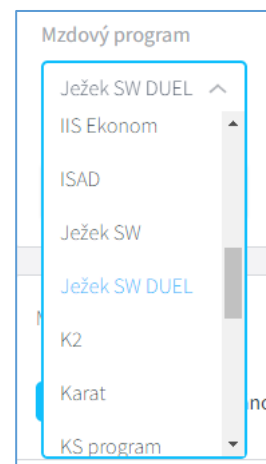 Mzdový program
Ježek SW DUEL
IIS Ekonom
ISAD
Ježek SW
Ježek SW DUEL
K2
Karat
KS program